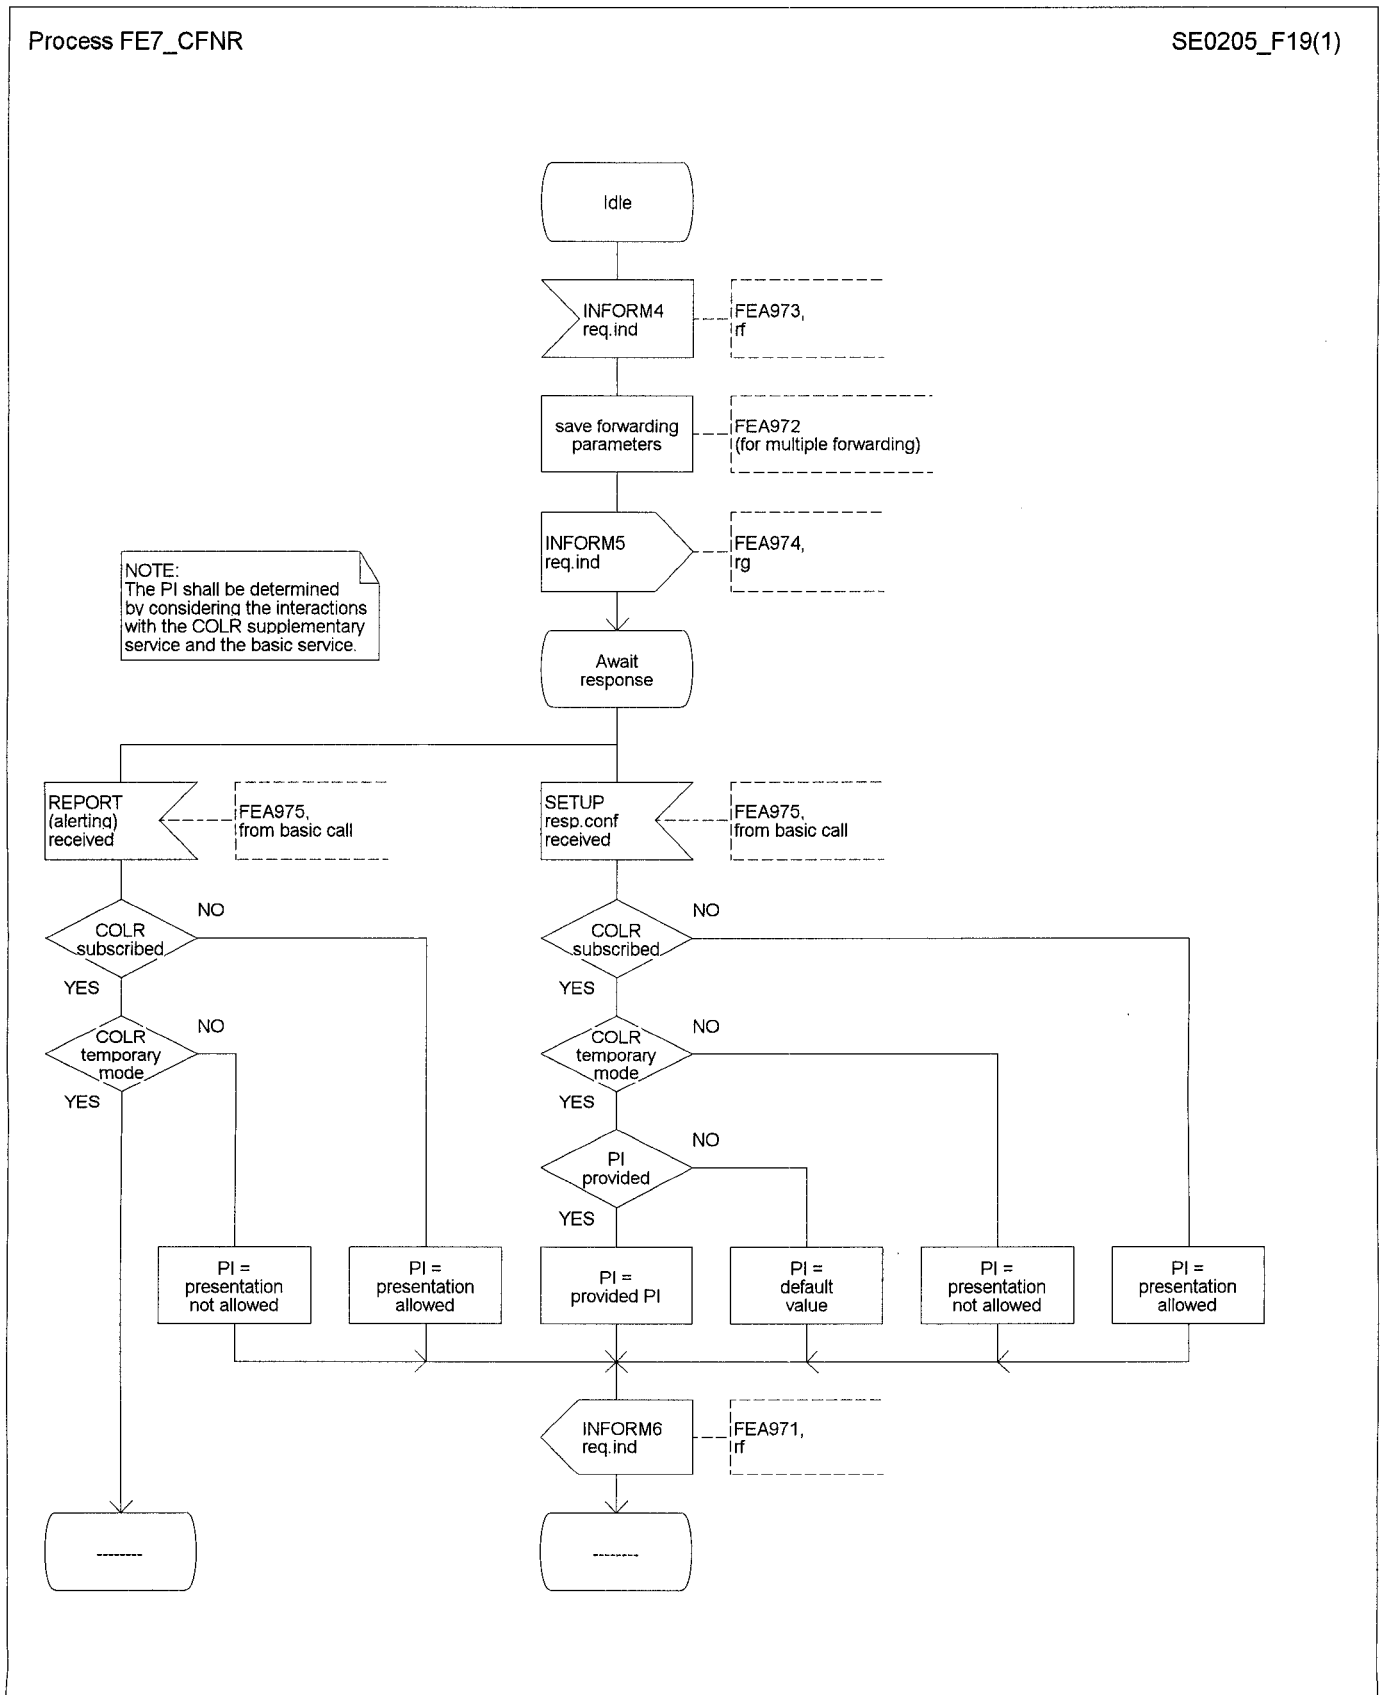 Process FE7_CFNR
SE0205_F19(1)
Idle
INFORM4
req.ind
FEA973,
rf
save forwarding
parameters
FEA972
(for multiple forwarding)
INFORM5
req.ind
FEA974,
rg
NOTE:
The PI shall be determined
by considering the interactions
with the COLR supplementary
service and the basic service.
Await
response
REPORT
(alerting)
received
FEA975,
from basic call
SETUP
resp.conf
received
FEA975,
from basic call
COLR
subscribed
NO
YES
COLR
subscribed
NO
YES
COLR
temporary
mode
NO
YES
COLR
temporary
mode
NO
YES
PI
provided
NO
YES
PI =
presentation
not allowed
PI =
presentation
allowed
PI =
provided PI
PI =
default
value
PI =
presentation
not allowed
PI =
presentation
allowed
INFORM6
req.ind
FEA971,
rf
--------
--------